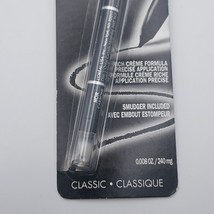 RICH CRÈME FORMULA
PRECISE APPLICATION
FORMULE CRÈME RICHE
APPLICATION PRÉCISE
SMUDGER INCLUDED
AVEC EMBOUT ESTOMPEUR
0.008 OZ/240 mg
CLASSIC • CLASSIQUE